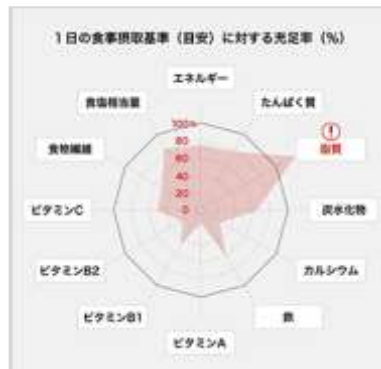 1日の食事摂取基準（目安）に対する充足率（%）
エネルギー
食塩相当量
たんぱく質
100%
80
60
40
20
0
!
脂質
食物繊維
ビタミンC
炭水化物
ビタミンB2
カルシウム
ビタミンB1
鉄
ビタミンA